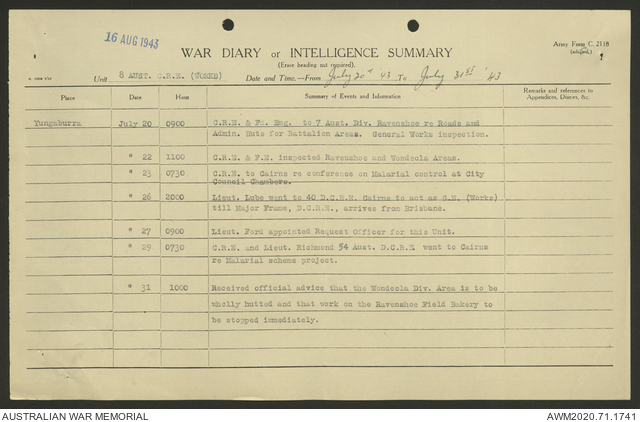 16 AUG 1943
Army Form C. 2118
WAR DIARY or INTELLIGENCE SUMMARY
(Erase heading not required).
Unit 8 AUST. C.R.E. (WORKS) Date and Time.—From July 20th '43 To July 31st '43
Place Date Hour Summary of Events and Information Remarks and references to Appendices, Diaries, &c.
Yungaburra July 20 0900 C.R.E. & Fd. Eng. to 7 Aust. Div. Ravenshoe re Roads and
Admin. Huts for Battalion Areas. General Works inspection.
" 22 1100 C.R.E. & F.E. inspected Ravenshoe and Wondecla Areas.
" 23 0730 C.R.E. to Cairns re conference on Malarial control at City
Council Chambers.
" 26 2000 Lieut. Lube went to 40 D.C.R.E. Cairns to act as G.E. (Works)
till Major Frame, D.C.R.E., arrives from Brisbane.
" 27 0900 Lieut. Ford appointed Request Officer for this Unit.
" 29 0730 C.R.E. and Lieut. Richmond 54 Aust. D.C.R.E. went to Cairns
re Malarial scheme project.
" 31 1000 Received official advice that the Wondecla Div. Area is to be
wholly hutted and that work on the Ravenshoe Field Bakery to
be stopped immediately.
AUSTRALIAN WAR MEMORIAL AWM2020.71.1741